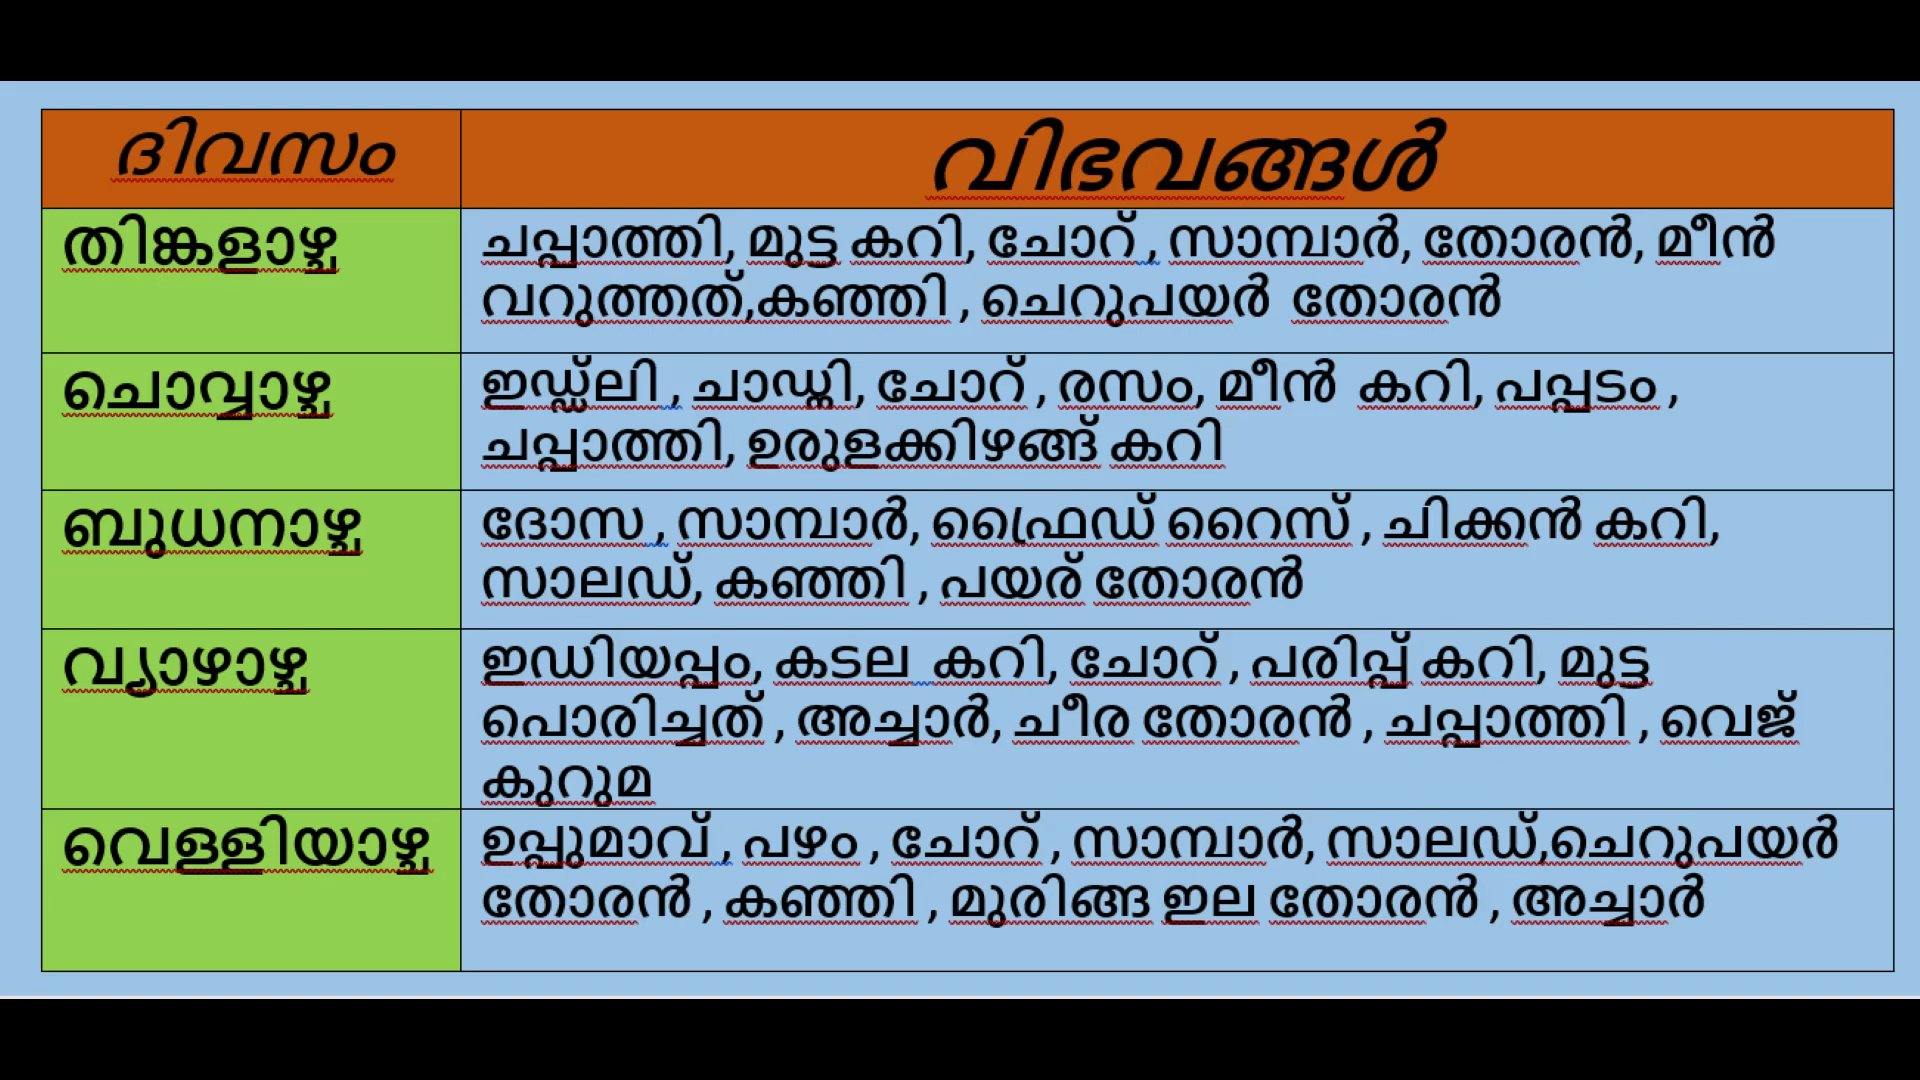 ദിവസം
വിഭവങ്ങൾ
തിങ്കളാഴ്ച
ചപ്പാത്തി, മുട്ട കറി, ചോറ് , സാമ്പാർ, തോരൻ, മീൻ
വറുത്തത്,കഞ്ഞി , ചെറുപയർ തോരൻ
ചൊവ്വാഴ്ച
ഇഡ്ഡ്ലി , ചാഡ്നി, ചോറ് , രസം, മീൻ കറി, പപ്പടം ,
ചപ്പാത്തി, ഉരുളക്കിഴങ്ങ് കറി
ബുധനാഴ്ച
ദോസ , സാമ്പാർ, ഫ്രൈഡ് റൈസ് , ചിക്കൻ കറി,
സാലഡ്, കഞ്ഞി , പയര് തോരൻ
വ്യാഴാഴ്ച
ഇഡിയപ്പം, കടല കറി, ചോറ് , പരിപ്പ് കറി, മുട്ട
പൊരിച്ചത് , അച്ചാർ, ചീര തോരൻ , ചപ്പാത്തി , വെജ്
കുറുമ
വെള്ളിയാഴ്ച
ഉപ്പുമാവ് , പഴം , ചോറ് , സാമ്പാർ, സാലഡ്,ചെറുപയർ
തോരൻ , കഞ്ഞി , മുരിങ്ങ ഇല തോരൻ , അച്ചാർ